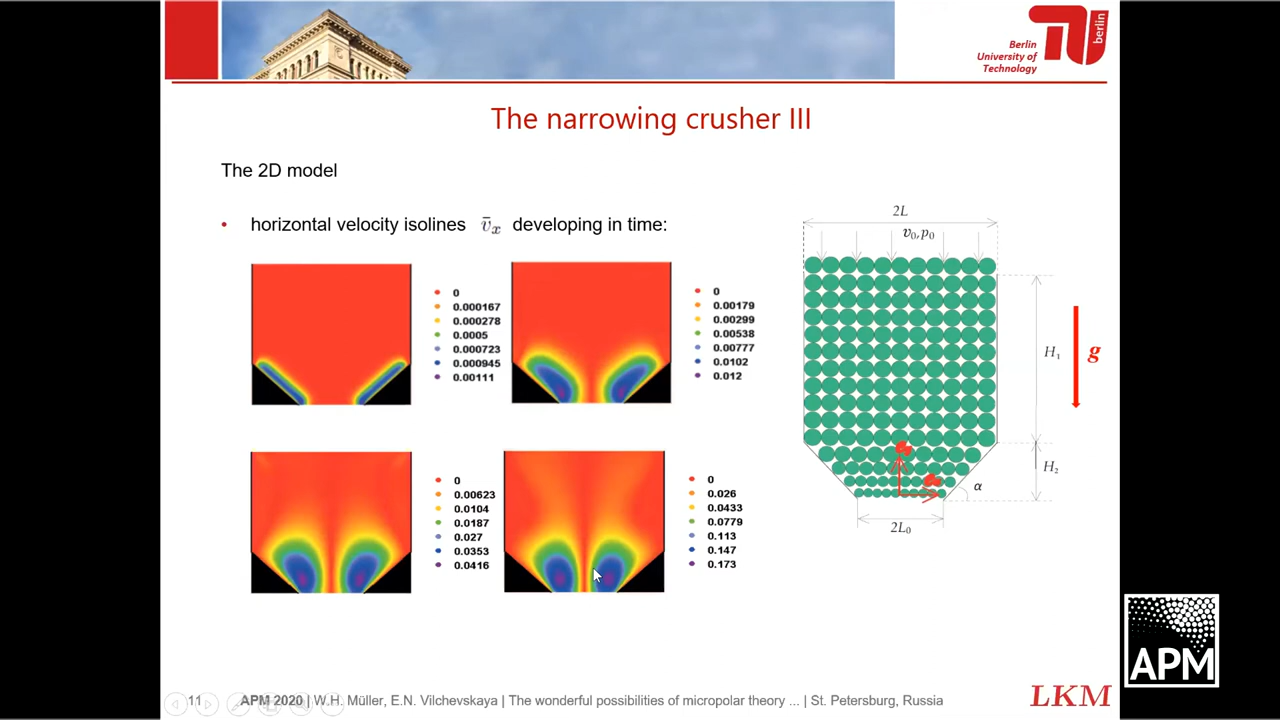 Berlin
University of
Technology
berlin
The narrowing crusher III
The 2D model
• horizontal velocity isolines v̄ₓ developing in time:
0
0.000167
0.000278
0.0005
0.000723
0.000945
0.00111
0
0.00179
0.00299
0.00538
0.00777
0.0102
0.012
0
0.00623
0.0104
0.0187
0.027
0.0353
0.0416
0
0.026
0.0433
0.0779
0.113
0.147
0.173
2L
v₀, p₀
H₁
g
H₂
α
2L₀
11 APM 2020 | W.H. Müller, E.N. Vilchevskaya | The wonderful possibilities of micropolar theory ... | St. Petersburg, Russia
LKM
APM